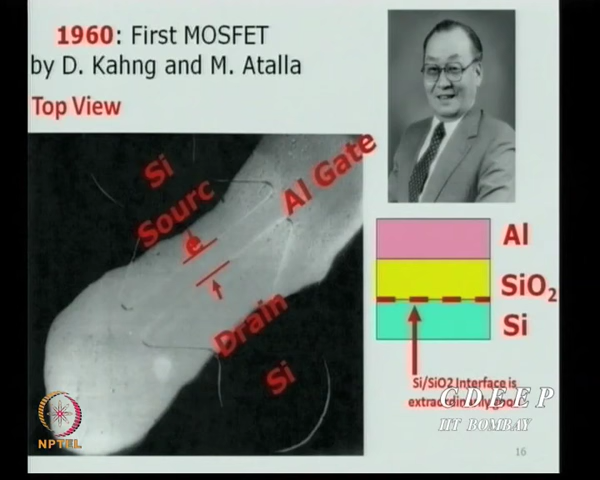 1960: First MOSFET
by D. Kahng and M. Atalla
Top View
Si
Sourc
e
Al Gate
Drain
Si
Al
SiO2
Si
Si/SiO2 Interface is
CDEEP
IIT BOMBAY
NPTEL
16